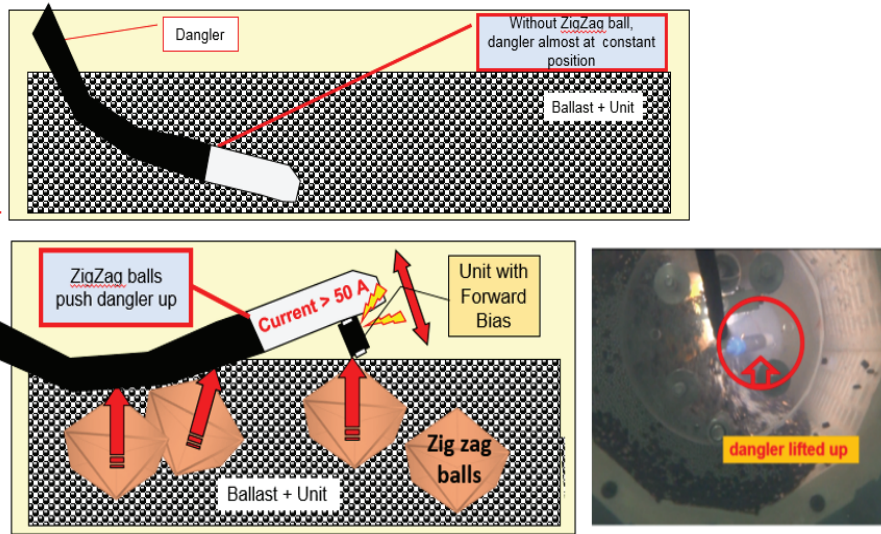 Dangler
Without ZigZag ball,
dangler almost at constant
position
Ballast + Unit
ZigZag balls
push dangler up
Current > 50 A
Unit with
Forward
Bias
Zig zag
balls
Ballast + Unit
dangler lifted up